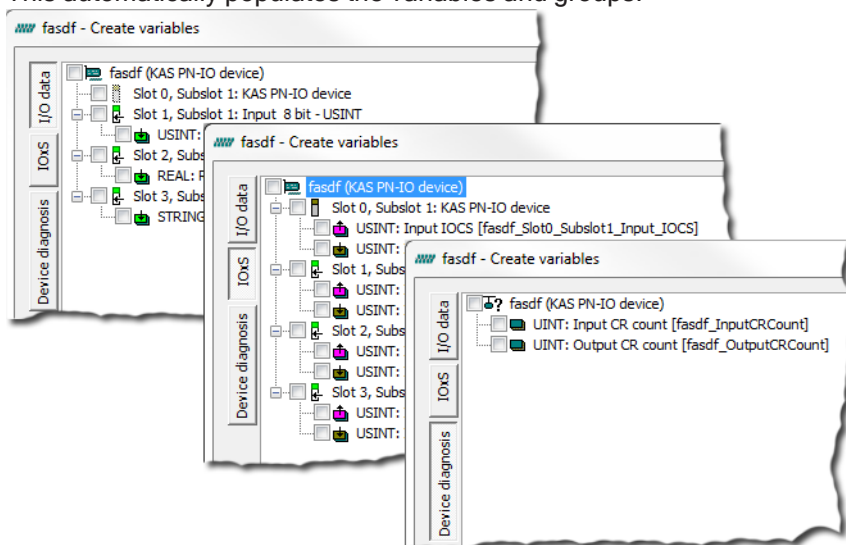 This automatically populates the variables and groups.
fasdf - Create variables
I/O data
IOxS
Device diagnosis
fasdf (KAS PN-IO device)
Slot 0, Subslot 1: KAS PN-IO device
Slot 1, Subslot 1: Input 8 bit - USINT
USINT:
Slot 2, Subs
REAL:
Slot 3, Subs
STRING
fasdf - Create variables
I/O data
IOxS
Device diagnosis
fasdf (KAS PN-IO device)
Slot 0, Subslot 1: KAS PN-IO device
USINT: Input IOCS [fasdf_Slot0_Subslot1_Input_IOCS]
USINT:
Slot 1, Subs
USINT:
USINT:
Slot 2, Subs
USINT:
USINT:
Slot 3, Subs
USINT:
USINT:
fasdf - Create variables
I/O data
IOxS
Device diagnosis
fasdf (KAS PN-IO device)
UINT: Input CR count [fasdf_InputCRCount]
UINT: Output CR count [fasdf_OutputCRCount]